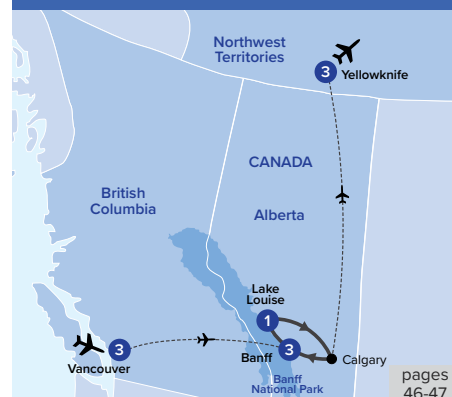 Northwest
Territories
3
Yellowknife
CANADA
British
Columbia
Alberta
Lake
Louise
1
3
Vancouver
Banff
3
Calgary
Banff
National Park
pages
46-47